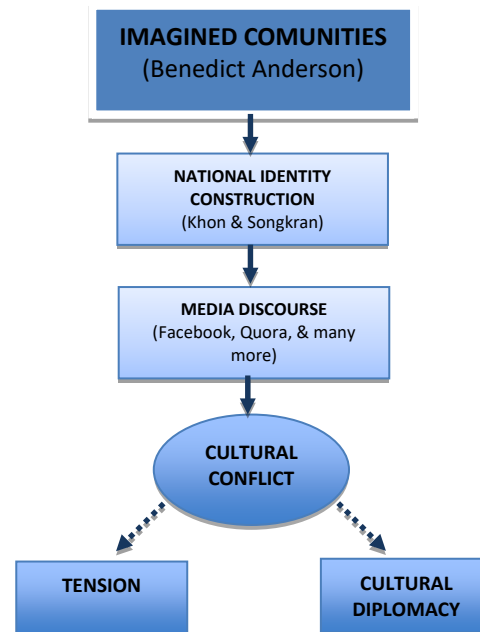 IMAGINED COMUNITIES
(Benedict Anderson)
NATIONAL IDENTITY
CONSTRUCTION
(Khon & Songkran)
MEDIA DISCOURSE
(Facebook, Quora, & many
more)
CULTURAL
CONFLICT
TENSION
CULTURAL
DIPLOMACY